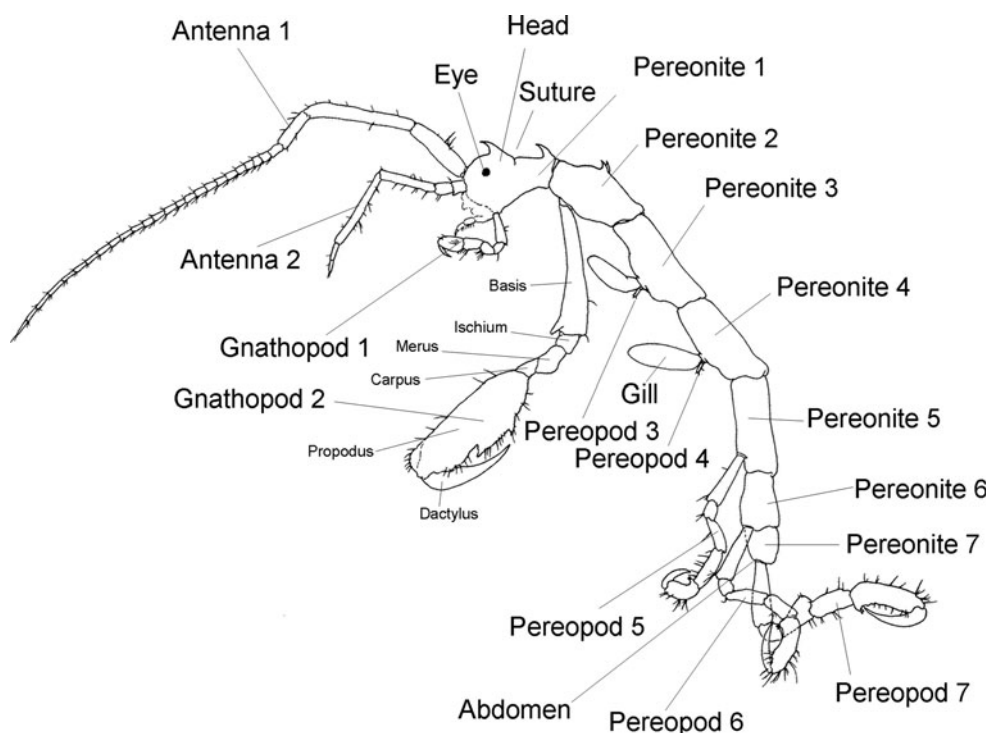 Head
Antenna 1
Pereonite 1
Eye
Suture
Pereonite 2
Pereonite 3
Antenna 2
Basis
Pereonite 4
Ischium
Gnathopod 1
Merus
Carpus
Gill
Gnathopod 2
Pereonite 5
Pereopod 3
Propodus
Pereopod 4
Dactylus
Pereonite 6
Pereonite 7
Pereopod 5
Pereopod 7
Abdomen
Pereopod 6